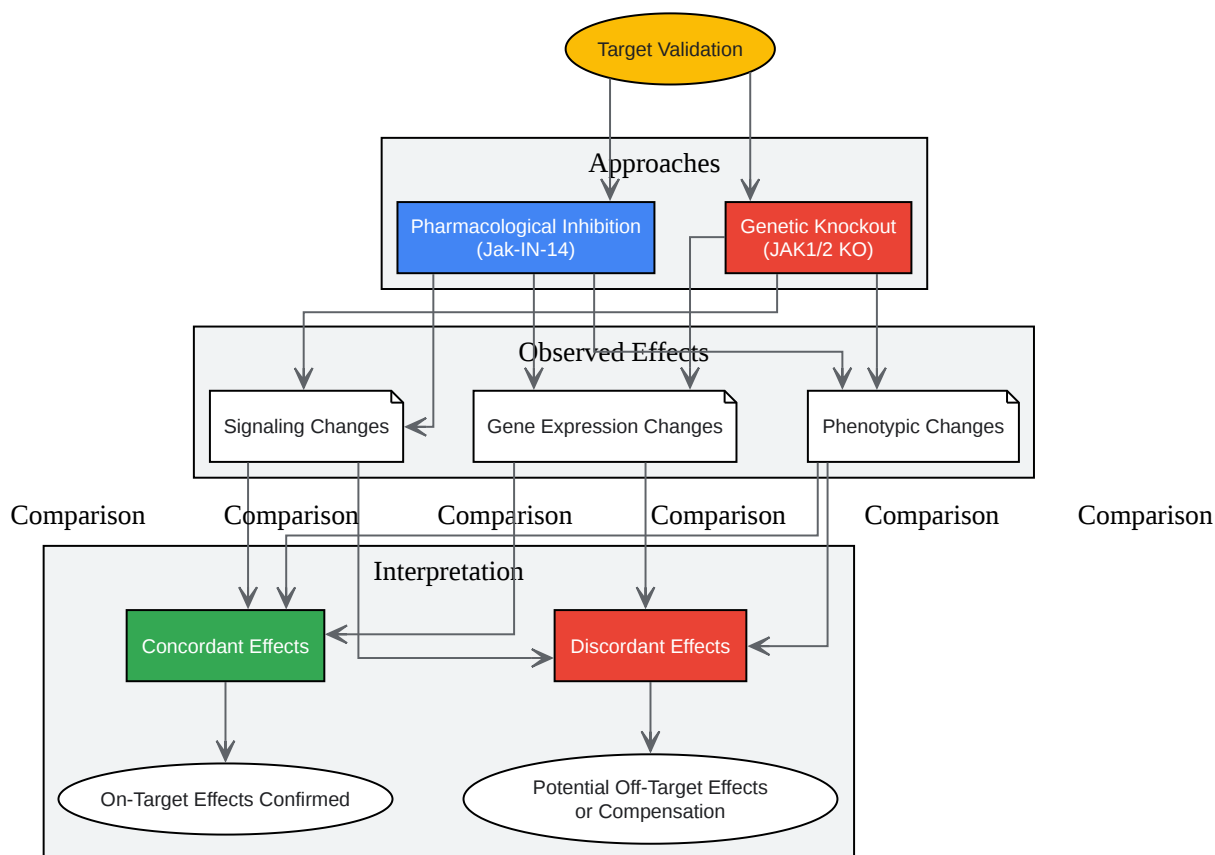 Target Validation
Approaches
Pharmacological Inhibition
(Jak-IN-14)
Genetic Knockout
(JAK1/2 KO)
Observed Effects
Signaling Changes
Gene Expression Changes
Phenotypic Changes
Comparison
Comparison
Comparison
Comparison
Comparison
Comparison
Interpretation
Concordant Effects
Discordant Effects
On-Target Effects Confirmed
Potential Off-Target Effects
or Compensation